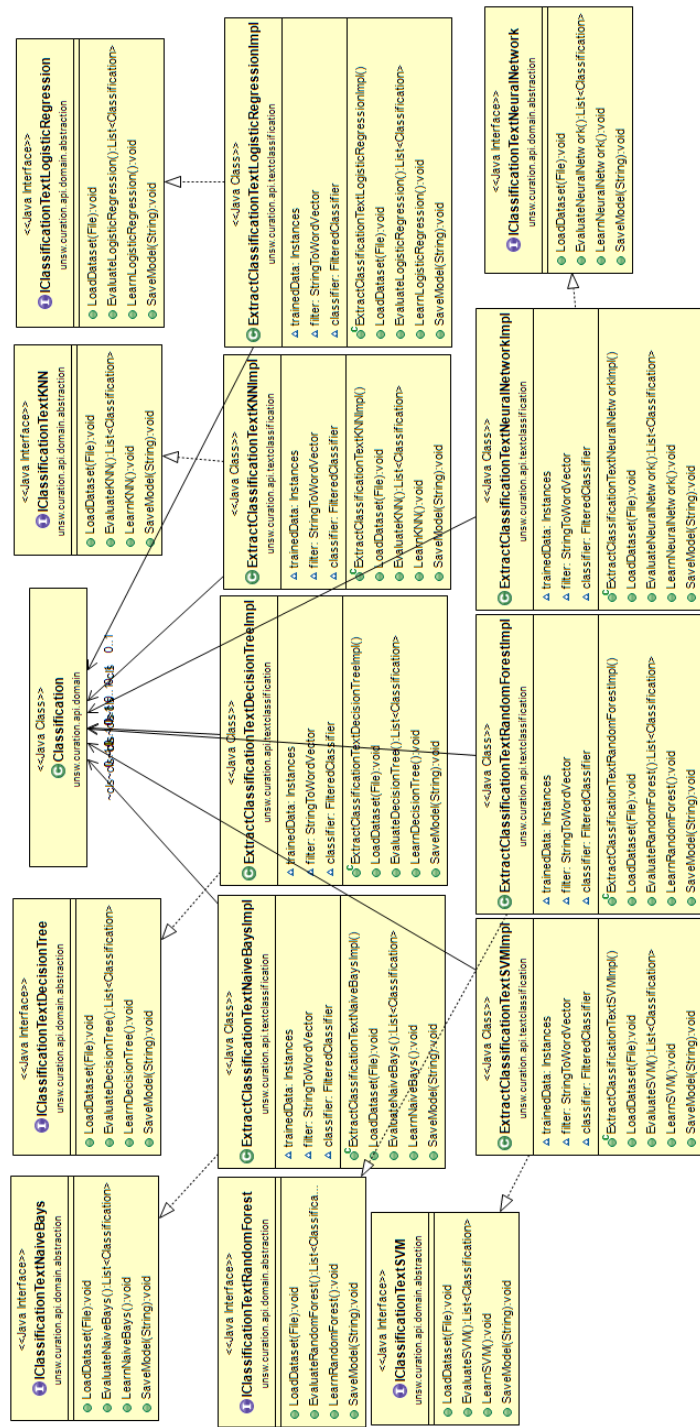 <<Java Interface>>
IClassificationTextNaiveBays
unsw.curation.api.domain.abstraction
LoadDataset(File):void
EvaluateNaiveBays():List<Classification>
LearnNaiveBays():void
SaveModel(String):void
<<Java Interface>>
IClassificationTextDecisionTree
unsw.curation.api.domain.abstraction
LoadDataset(File):void
EvaluateDecisionTree():List<Classification>
LearnDecisionTree():void
SaveModel(String):void
<<Java Class>>
Classification
unsw.curation.api.domain
0..1
<<Java Interface>>
IClassificationTextKNN
unsw.curation.api.domain.abstraction
LoadDataset(File):void
EvaluateKNN():List<Classification>
LearnKNN():void
SaveModel(String):void
<<Java Interface>>
IClassificationTextLogisticRegression
unsw.curation.api.domain.abstraction
LoadDataset(File):void
EvaluateLogisticRegression():List<Classification>
LearnLogisticRegression():void
SaveModel(String):void
<<Java Interface>>
IClassificationTextRandomForest
unsw.curation.api.domain.abstraction
LoadDataset(File):void
EvaluateRandomForest():List<Classifica...
LearnRandomForest():void
SaveModel(String):void
<<Java Class>>
ExtractClassificationTextNaiveBaysImpl
unsw.curation.api.textclassification
trainedData: Instances
filter: StringToWordVector
classifier: FilteredClassifier
ExtractClassificationTextNaiveBaysImpl()
LoadDataset(File):void
EvaluateNaiveBays():List<Classification>
LearnNaiveBays():void
SaveModel(String):void
<<Java Class>>
ExtractClassificationTextDecisionTreeImpl
unsw.curation.api.textclassification
trainedData: Instances
filter: StringToWordVector
classifier: FilteredClassifier
ExtractClassificationTextDecisionTreeImpl()
LoadDataset(File):void
EvaluateDecisionTree():List<Classification>
LearnDecisionTree():void
SaveModel(String):void
<<Java Class>>
ExtractClassificationTextKNNImpl
unsw.curation.api.textclassification
trainedData: Instances
filter: StringToWordVector
classifier: FilteredClassifier
ExtractClassificationTextKNNImpl()
LoadDataset(File):void
EvaluateKNN():List<Classification>
LearnKNN():void
SaveModel(String):void
<<Java Class>>
ExtractClassificationTextLogisticRegressionImpl
unsw.curation.api.textclassification
trainedData: Instances
filter: StringToWordVector
classifier: FilteredClassifier
ExtractClassificationTextLogisticRegressionImpl()
LoadDataset(File):void
EvaluateLogisticRegression():List<Classification>
LearnLogisticRegression():void
SaveModel(String):void
<<Java Interface>>
IClassificationTextSVM
unsw.curation.api.domain.abstraction
LoadDataset(File):void
EvaluateSVM():List<Classification>
LearnSVM():void
SaveModel(String):void
<<Java Class>>
ExtractClassificationTextSVMImpl
unsw.curation.api.textclassification
trainedData: Instances
filter: StringToWordVector
classifier: FilteredClassifier
ExtractClassificationTextSVMImpl()
LoadDataset(File):void
EvaluateSVM():List<Classification>
LearnSVM():void
SaveModel(String):void
<<Java Class>>
ExtractClassificationTextRandomForestImpl
unsw.curation.api.textclassification
trainedData: Instances
filter: StringToWordVector
classifier: FilteredClassifier
ExtractClassificationTextRandomForestImpl()
LoadDataset(File):void
EvaluateRandomForest():List<Classification>
LearnRandomForest():void
SaveModel(String):void
<<Java Class>>
ExtractClassificationTextNeuralNetworkImpl
unsw.curation.api.textclassification
trainedData: Instances
filter: StringToWordVector
classifier: FilteredClassifier
ExtractClassificationTextNeuralNetworkImpl()
LoadDataset(File):void
EvaluateNeuralNetwork():List<Classification>
LearnNeuralNetwork():void
SaveModel(String):void
<<Java Interface>>
IClassificationTextNeuralNetwork
unsw.curation.api.domain.abstraction
LoadDataset(File):void
EvaluateNeuralNetwork():List<Classification>
LearnNeuralNetwork():void
SaveModel(String):void